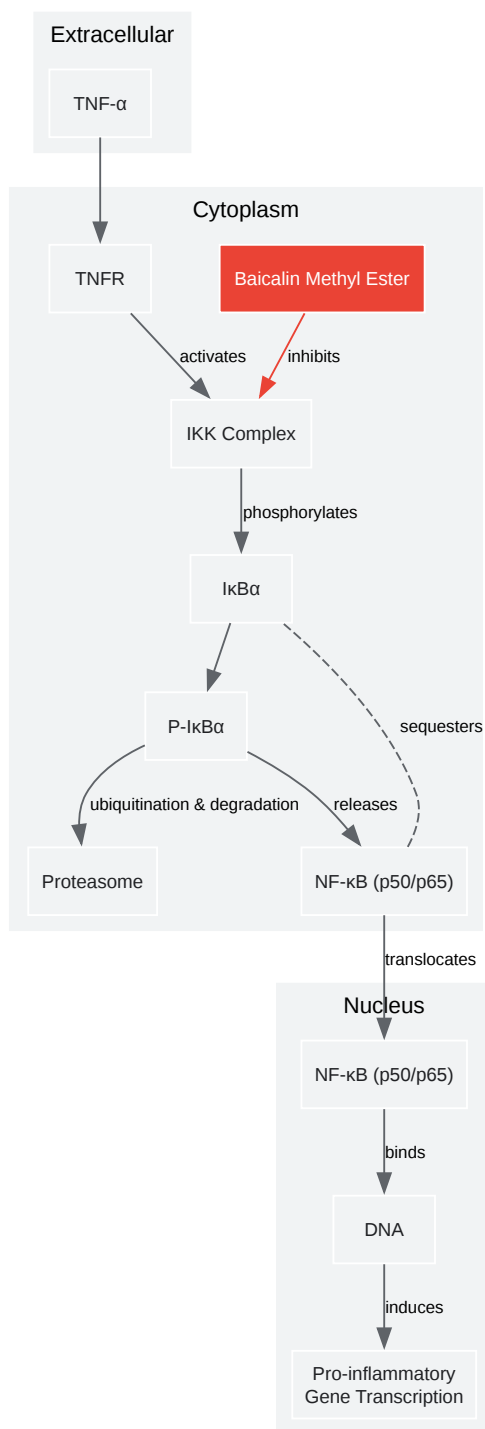 Extracellular
TNF-α
Cytoplasm
TNFR
Baicalin Methyl Ester
activates
inhibits
IKK Complex
phosphorylates
IκBα
P-IκBα
sequesters
ubiquitination & degradation
releases
Proteasome
NF-κB (p50/p65)
translocates
Nucleus
NF-κB (p50/p65)
binds
DNA
induces
Pro-inflammatory
Gene Transcription